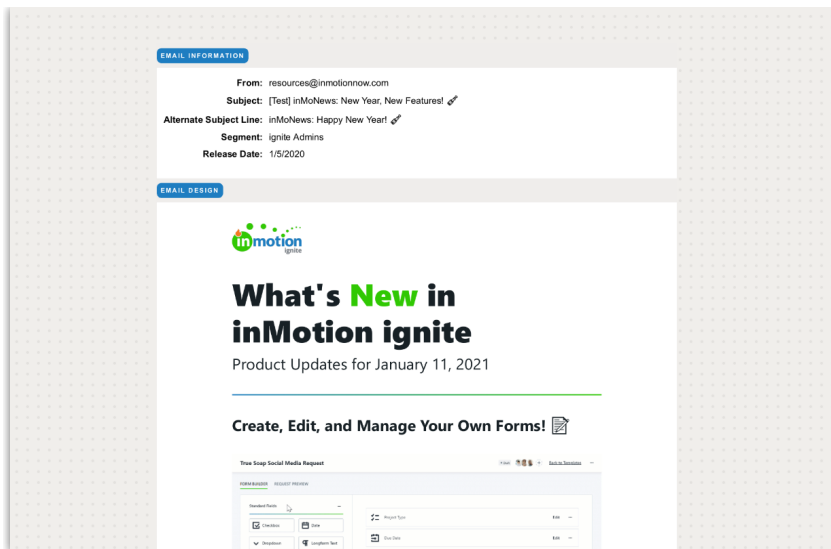 EMAIL INFORMATION
From: resources@inmotionnow.com
Subject: [Test] inMoNews: New Year, New Features! 🍾
Alternate Subject Line: inMoNews: Happy New Year! 🍾
Segment: ignite Admins
Release Date: 1/5/2020
EMAIL DESIGN
inmotion
ignite
What's New in
inMotion ignite
Product Updates for January 11, 2021
Create, Edit, and Manage Your Own Forms! 📝
True Soap Social Media Request
Back to Templates
FORM BUILDER REQUEST PREVIEW
Standard Fields
Checkbox Date
Project Type Edit
Dropdown Longform Text
Due Date Edit